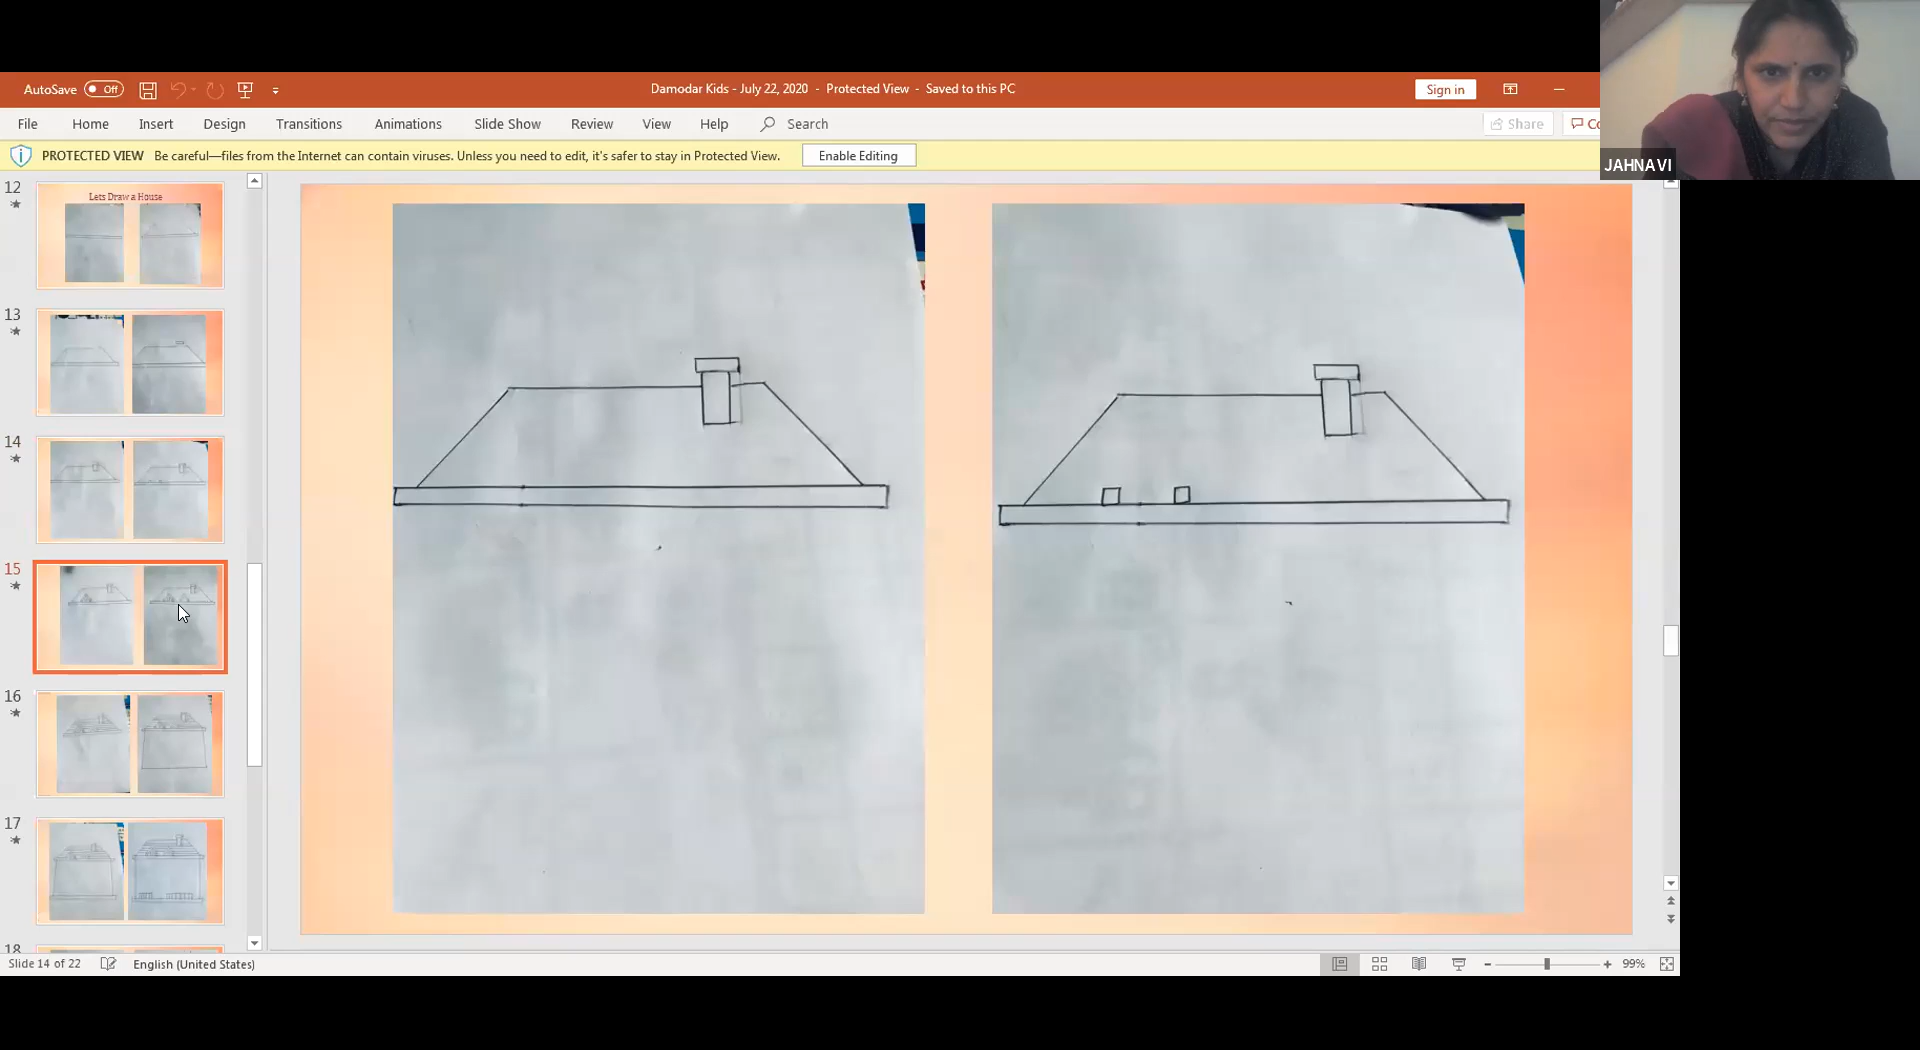 AutoSave Off
Damodar Kids - July 22, 2020 - Protected View - Saved to this PC
Sign in
File Home Insert Design Transitions Animations Slide Show Review View Help Search
Share
Co
PROTECTED VIEW Be careful—files from the Internet can contain viruses. Unless you need to edit, it's safer to stay in Protected View.
Enable Editing
JAHNAVI
12
Lets Draw a House
13
14
15
16
17
18
Slide 14 of 22
English (United States)
99%